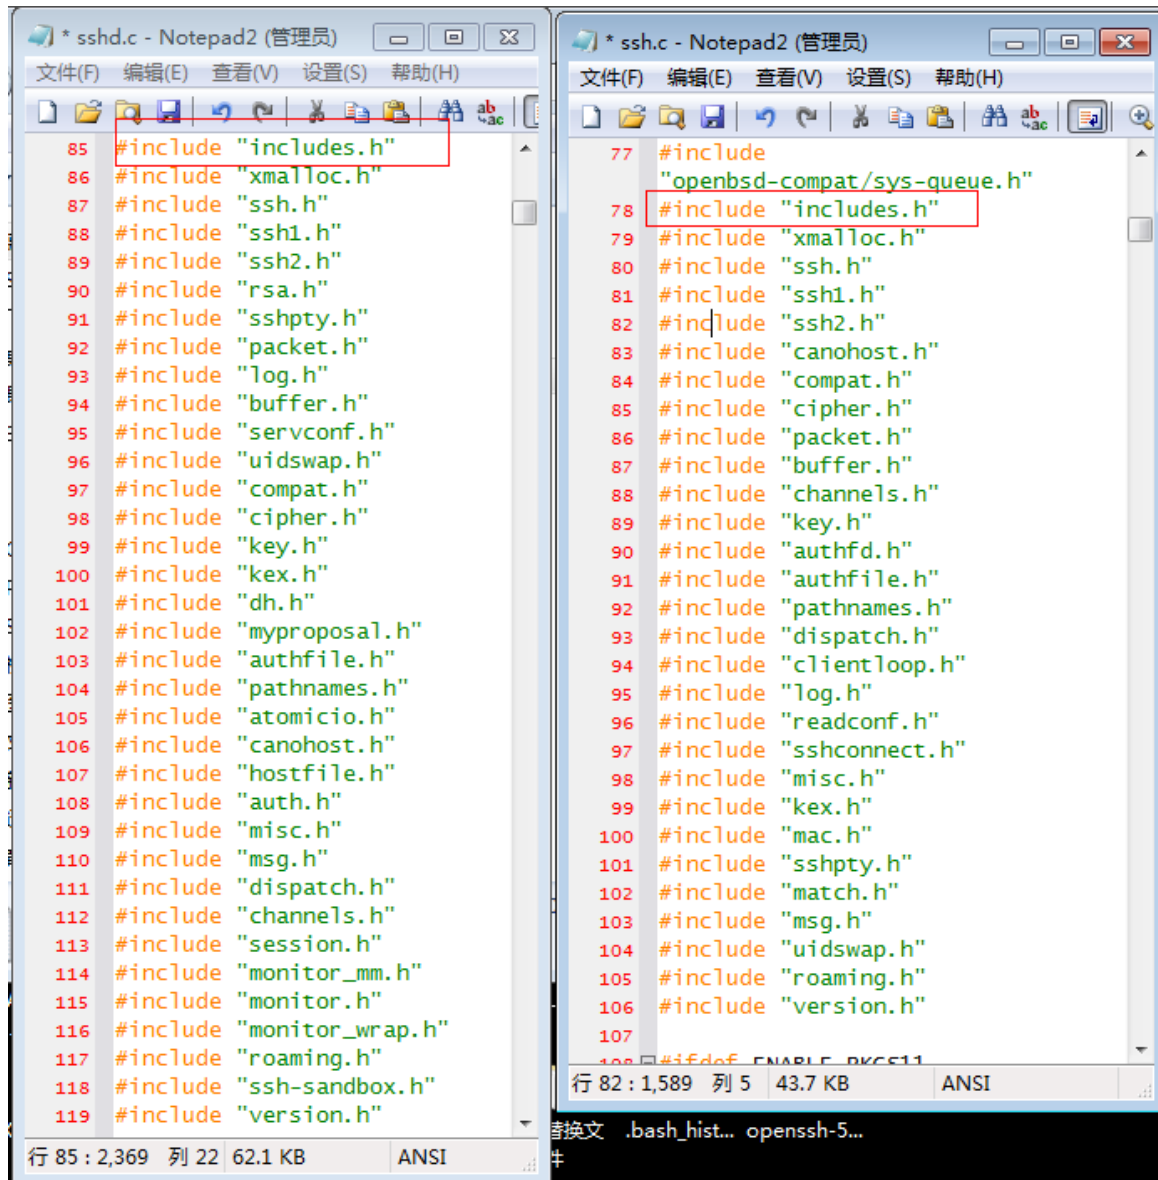 * sshd.c - Notepad2 (管理员)
文件(F) 编辑(E) 查看(V) 设置(S) 帮助(H)
85 #include "includes.h"
86 #include "xmalloc.h"
87 #include "ssh.h"
88 #include "ssh1.h"
89 #include "ssh2.h"
90 #include "rsa.h"
91 #include "sshpty.h"
92 #include "packet.h"
93 #include "log.h"
94 #include "buffer.h"
95 #include "servconf.h"
96 #include "uidswap.h"
97 #include "compat.h"
98 #include "cipher.h"
99 #include "key.h"
100 #include "kex.h"
101 #include "dh.h"
102 #include "myproposal.h"
103 #include "authfile.h"
104 #include "pathnames.h"
105 #include "atomicio.h"
106 #include "canohost.h"
107 #include "hostfile.h"
108 #include "auth.h"
109 #include "misc.h"
110 #include "msg.h"
111 #include "dispatch.h"
112 #include "channels.h"
113 #include "session.h"
114 #include "monitor_mm.h"
115 #include "monitor.h"
116 #include "monitor_wrap.h"
117 #include "roaming.h"
118 #include "ssh-sandbox.h"
119 #include "version.h"
行 85 : 2,369 列 22 62.1 KB ANSI
* ssh.c - Notepad2 (管理员)
文件(F) 编辑(E) 查看(V) 设置(S) 帮助(H)
77 #include
"openbsd-compat/sys-queue.h"
78 #include "includes.h"
79 #include "xmalloc.h"
80 #include "ssh.h"
81 #include "ssh1.h"
82 #include "ssh2.h"
83 #include "canohost.h"
84 #include "compat.h"
85 #include "cipher.h"
86 #include "packet.h"
87 #include "buffer.h"
88 #include "channels.h"
89 #include "key.h"
90 #include "authfd.h"
91 #include "authfile.h"
92 #include "pathnames.h"
93 #include "dispatch.h"
94 #include "clientloop.h"
95 #include "log.h"
96 #include "readconf.h"
97 #include "sshconnect.h"
98 #include "misc.h"
99 #include "kex.h"
100 #include "mac.h"
101 #include "sshpty.h"
102 #include "match.h"
103 #include "msg.h"
104 #include "uidswap.h"
105 #include "roaming.h"
106 #include "version.h"
107
108 #ifdef ENABLE_PKCS11
行 82 : 1,589 列 5 43.7 KB ANSI
替换文 .bash_hist... openssh-5...
件